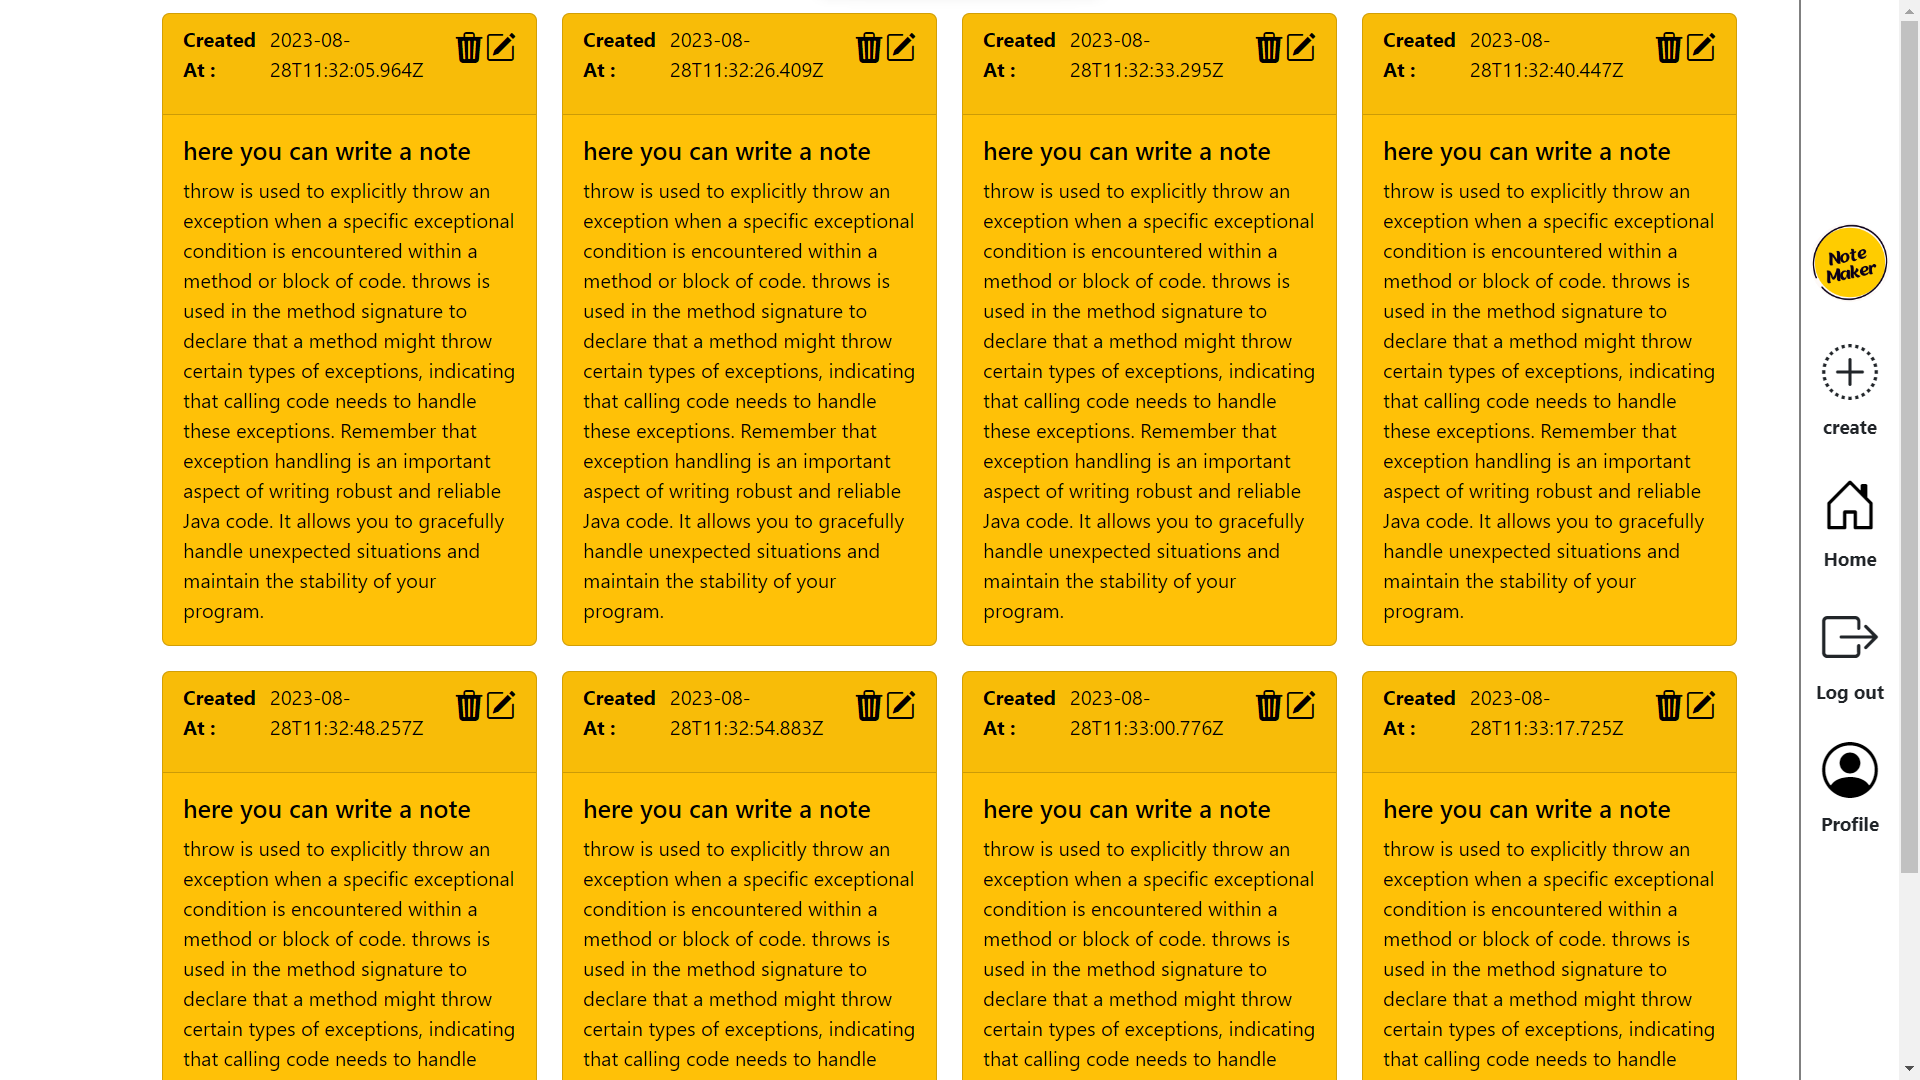 Created At : 2023-08-28T11:32:05.964Z
here you can write a note
throw is used to explicitly throw an
exception when a specific exceptional
condition is encountered within a
method or block of code. throws is
used in the method signature to
declare that a method might throw
certain types of exceptions, indicating
that calling code needs to handle
these exceptions. Remember that
exception handling is an important
aspect of writing robust and reliable
Java code. It allows you to gracefully
handle unexpected situations and
maintain the stability of your
program.
Created At : 2023-08-28T11:32:26.409Z
here you can write a note
throw is used to explicitly throw an
exception when a specific exceptional
condition is encountered within a
method or block of code. throws is
used in the method signature to
declare that a method might throw
certain types of exceptions, indicating
that calling code needs to handle
these exceptions. Remember that
exception handling is an important
aspect of writing robust and reliable
Java code. It allows you to gracefully
handle unexpected situations and
maintain the stability of your
program.
Created At : 2023-08-28T11:32:33.295Z
here you can write a note
throw is used to explicitly throw an
exception when a specific exceptional
condition is encountered within a
method or block of code. throws is
used in the method signature to
declare that a method might throw
certain types of exceptions, indicating
that calling code needs to handle
these exceptions. Remember that
exception handling is an important
aspect of writing robust and reliable
Java code. It allows you to gracefully
handle unexpected situations and
maintain the stability of your
program.
Created At : 2023-08-28T11:32:40.447Z
here you can write a note
throw is used to explicitly throw an
exception when a specific exceptional
condition is encountered within a
method or block of code. throws is
used in the method signature to
declare that a method might throw
certain types of exceptions, indicating
that calling code needs to handle
these exceptions. Remember that
exception handling is an important
aspect of writing robust and reliable
Java code. It allows you to gracefully
handle unexpected situations and
maintain the stability of your
program.
Created At : 2023-08-28T11:32:48.257Z
here you can write a note
throw is used to explicitly throw an
exception when a specific exceptional
condition is encountered within a
method or block of code. throws is
used in the method signature to
declare that a method might throw
certain types of exceptions, indicating
that calling code needs to handle
Created At : 2023-08-28T11:32:54.883Z
here you can write a note
throw is used to explicitly throw an
exception when a specific exceptional
condition is encountered within a
method or block of code. throws is
used in the method signature to
declare that a method might throw
certain types of exceptions, indicating
that calling code needs to handle
Created At : 2023-08-28T11:33:00.776Z
here you can write a note
throw is used to explicitly throw an
exception when a specific exceptional
condition is encountered within a
method or block of code. throws is
used in the method signature to
declare that a method might throw
certain types of exceptions, indicating
that calling code needs to handle
Created At : 2023-08-28T11:33:17.725Z
here you can write a note
throw is used to explicitly throw an
exception when a specific exceptional
condition is encountered within a
method or block of code. throws is
used in the method signature to
declare that a method might throw
certain types of exceptions, indicating
that calling code needs to handle
Note
Maker
create
Home
Log out
Profile